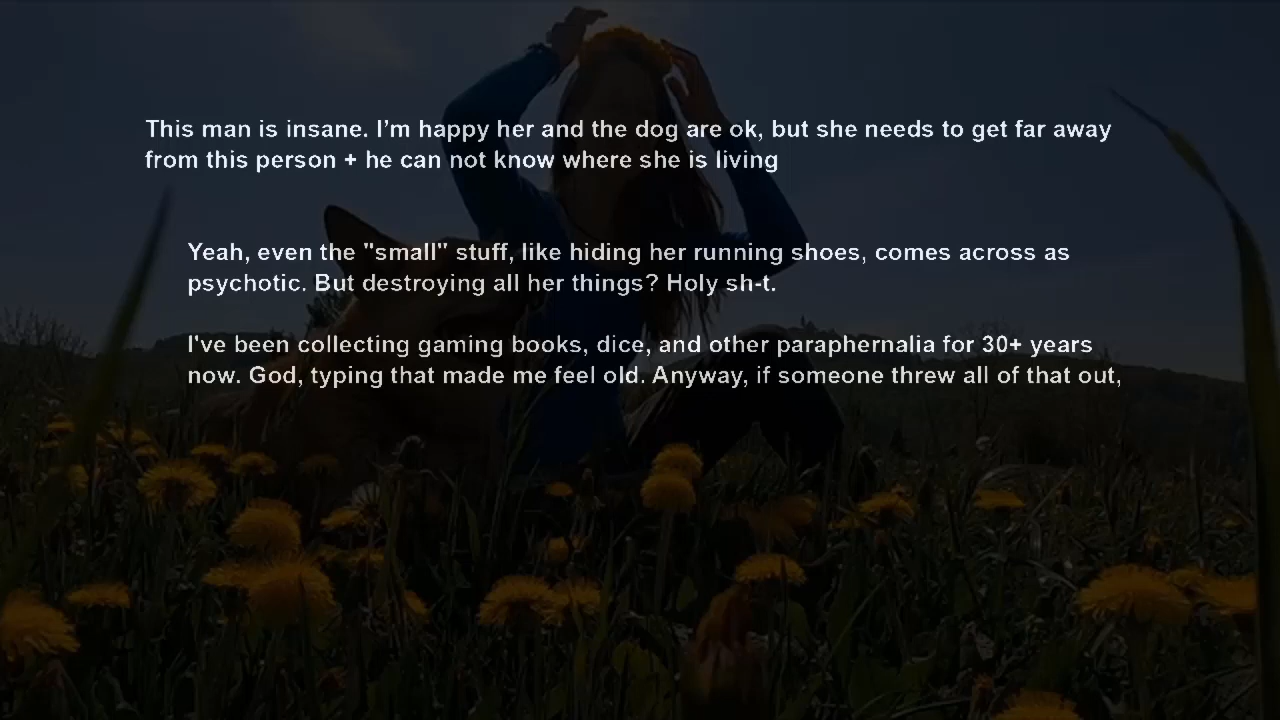 This man is insane. I’m happy her and the dog are ok, but she needs to get far away
from this person + he can not know where she is living
Yeah, even the "small" stuff, like hiding her running shoes, comes across as
psychotic. But destroying all her things? Holy sh-t.
I've been collecting gaming books, dice, and other paraphernalia for 30+ years
now. God, typing that made me feel old. Anyway, if someone threw all of that out,